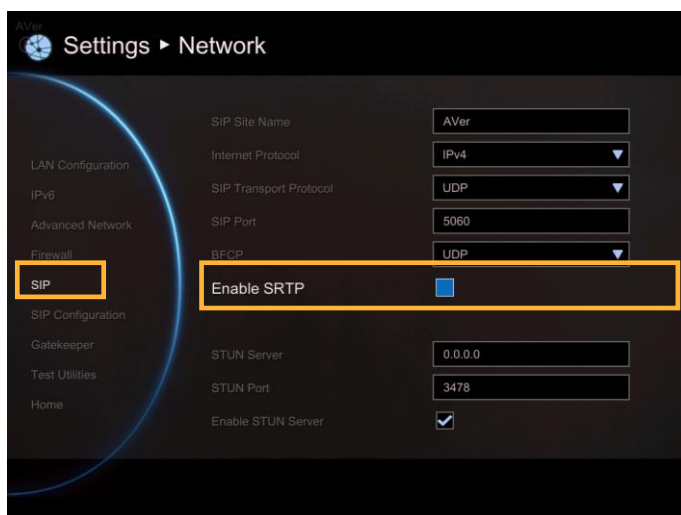 AVer
Settings ▸ Network
SIP Site Name AVer
Internet Protocol IPv4
SIP Transport Protocol UDP
SIP Port 5060
BFCP UDP
Enable SRTP
STUN Server 0.0.0.0
STUN Port 3478
Enable STUN Server
LAN Configuration
IPv6
Advanced Network
Firewall
SIP
SIP Configuration
Gatekeeper
Test Utilities
Home